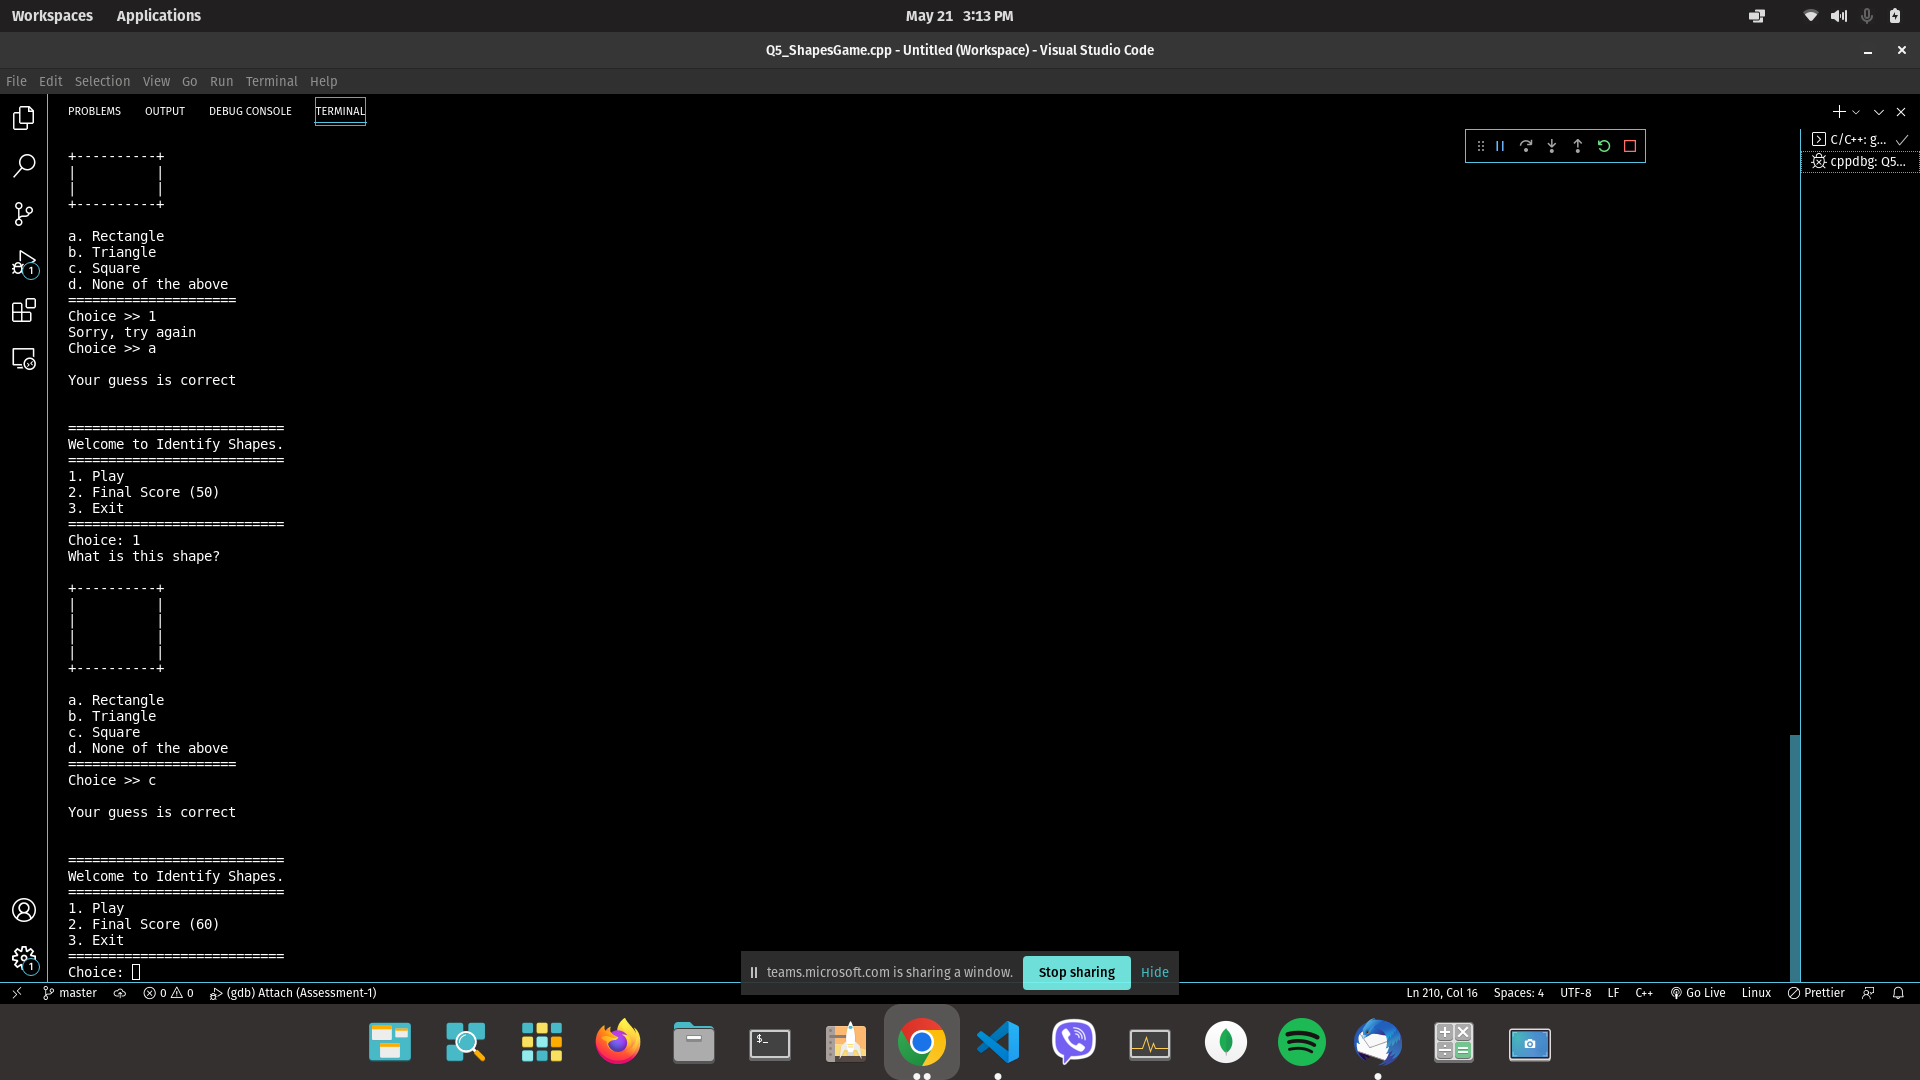 Workspaces Applications May 21 3:13 PM
Q5_ShapesGame.cpp - Untitled (Workspace) - Visual Studio Code
File Edit Selection View Go Run Terminal Help
PROBLEMS OUTPUT DEBUG CONSOLE TERMINAL
C/C++: g...
cppdbg: Q5...
+----------+
|          |
|          |
+----------+
a. Rectangle
b. Triangle
c. Square
d. None of the above
=====================
Choice >> 1
Sorry, try again
Choice >> a
Your guess is correct
===========================
Welcome to Identify Shapes.
===========================
1. Play
2. Final Score (50)
3. Exit
===========================
Choice: 1
What is this shape?
+----------+
|          |
|          |
|          |
|          |
+----------+
a. Rectangle
b. Triangle
c. Square
d. None of the above
=====================
Choice >> c
Your guess is correct
===========================
Welcome to Identify Shapes.
===========================
1. Play
2. Final Score (60)
3. Exit
===========================
Choice:
1
1
teams.microsoft.com is sharing a window. Stop sharing Hide
master 0 0 (gdb) Attach (Assessment-1) Ln 210, Col 16 Spaces: 4 UTF-8 LF C++ Go Live Linux Prettier
$_